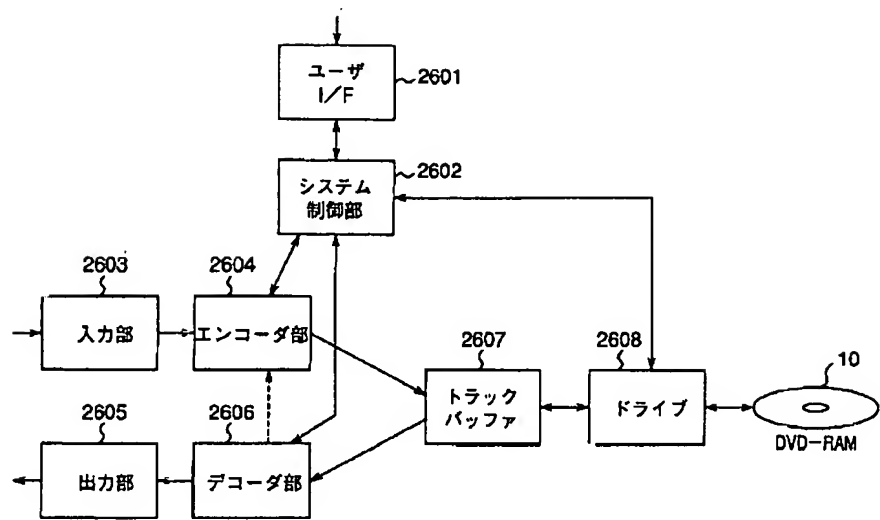 ユーザ
I/F
2601
システム
制御部
2602
2603
入力部
2604
エンコーダ部
2605
出力部
2606
デコーダ部
2607
トラック
バッファ
2608
ドライブ
10
DVD-RAM